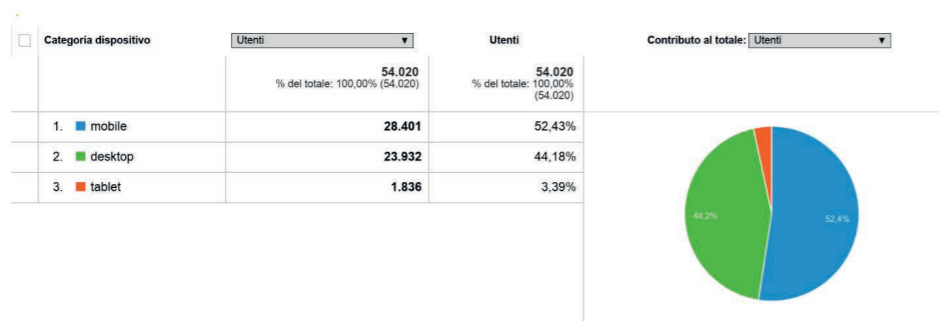 Categoria dispositivo Utenti Utenti Contributo al totale: Utenti
54.020 54.020
% del totale: 100,00% (54.020) % del totale: 100,00%
(54.020)
1. mobile 28.401 52,43%
2. desktop 23.932 44,18%
3. tablet 1.836 3,39%
44,2% 52,4%